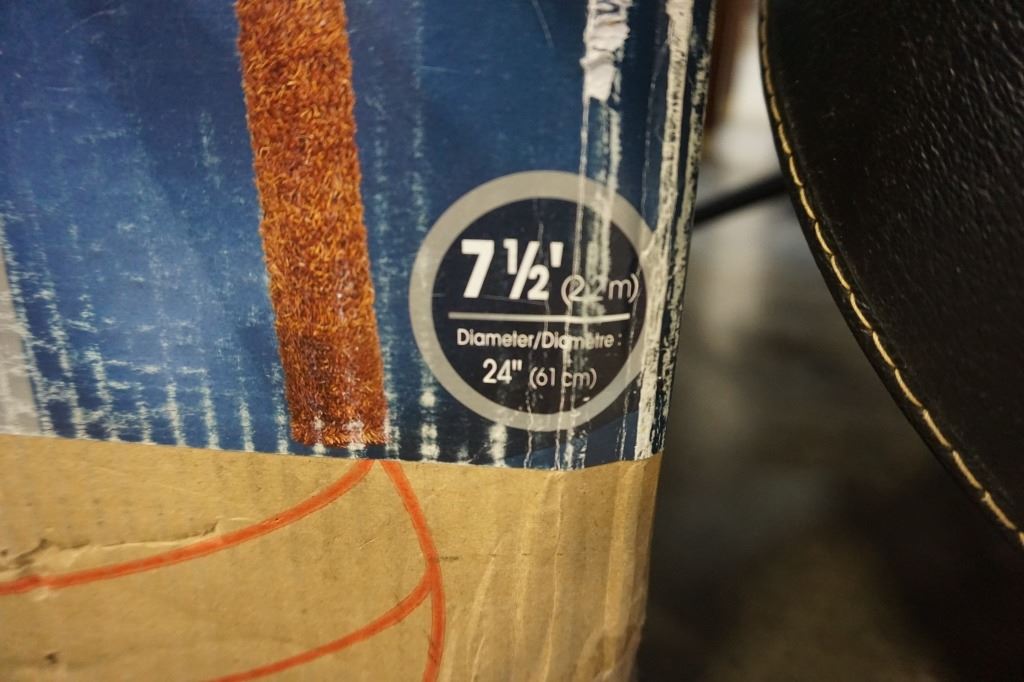 7 ½' (2.2m)
Diameter/Diamètre :
24" (61 cm)